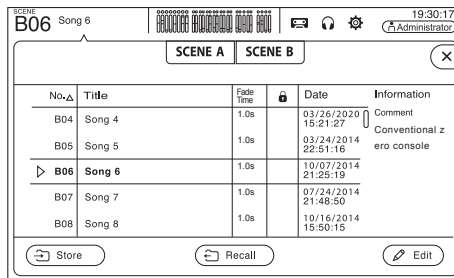 SCENE
B06 Song 6
19:30:17
Administrator
SCENE A SCENE B
No. Title Fade Time Date Information
B04 Song 4 1.0s 03/26/2020 15:21:27 Comment
B05 Song 5 1.0s 03/24/2014 22:51:16 Conventional z
ero console
B06 Song 6 1.0s 10/07/2014 21:25:19
B07 Song 7 1.0s 07/24/2014 21:48:50
B08 Song 8 1.0s 10/16/2014 15:50:15
Store Recall Edit